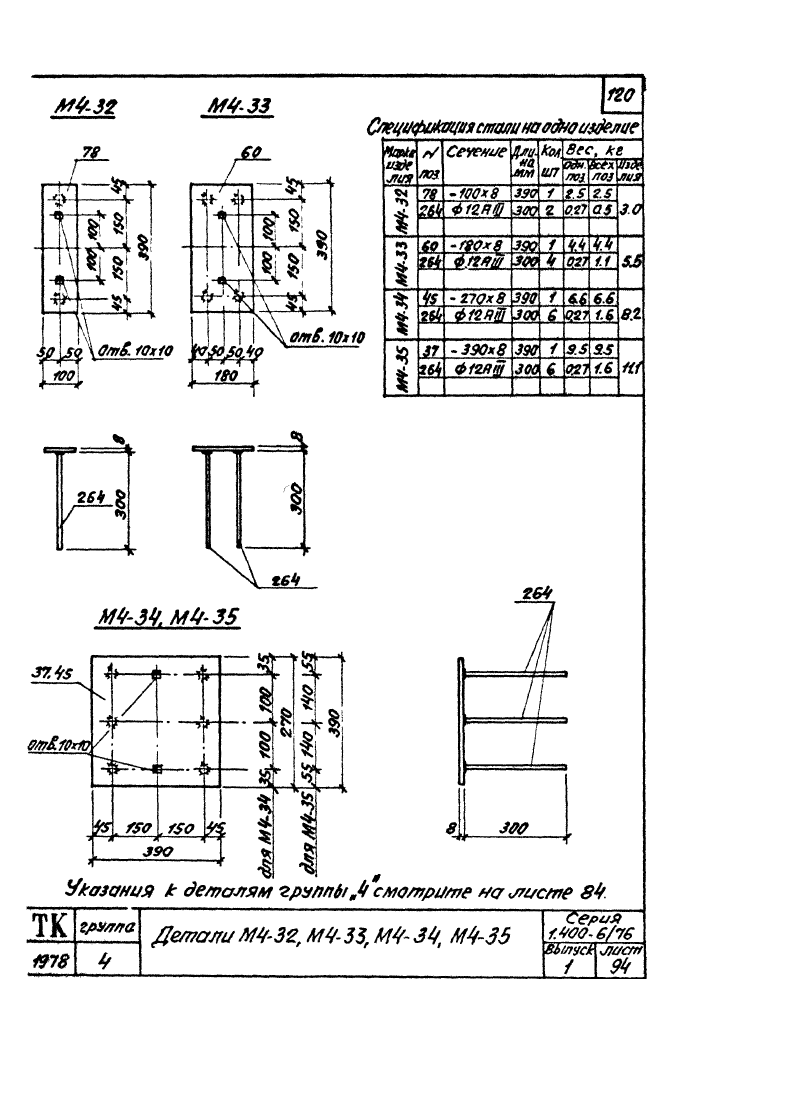 120
М4-32
М4-33
Спецификация стали на одно изделие
Марка изделия N поз Сечение Длина мм Кол шт Вес, кг
Одн. поз Всех поз Изделия
М4-32 78 -100×8 390 1 2.5 2.5 3.0
264 ф12АIII 300 2 0.27 0.5
М4-33 60 -180×8 390 1 4.4 4.4 5.5
264 ф12АIII 300 4 0.27 1.1
М4-34 45 -270×8 390 1 6.6 6.6 8.2
264 ф12АIII 300 6 0.27 1.6
М4-35 37 -390×8 390 1 9.5 9.5 11.1
264 ф12АIII 300 6 0.27 1.6
78
45
100
150
390
100
150
45
50 50
100
Отв. 10х10
60
45
100
150
390
100
150
45
40 50 50 40
180
Отв. 10х10
8
264
300
8
300
264
М4-34, М4-35
37.45
отв.10х10
35
100
100
35
270
для М4-34
55
140
140
55
390
для М4-35
45 150 150 45
390
264
8 300
Указания к деталям группы „4" смотрите на листе 84.
ТК
группа
1978
4
Детали М4-32, М4-33, М4-34, М4-35
Серия
1.400-6/76
Выпуск лист
1 94